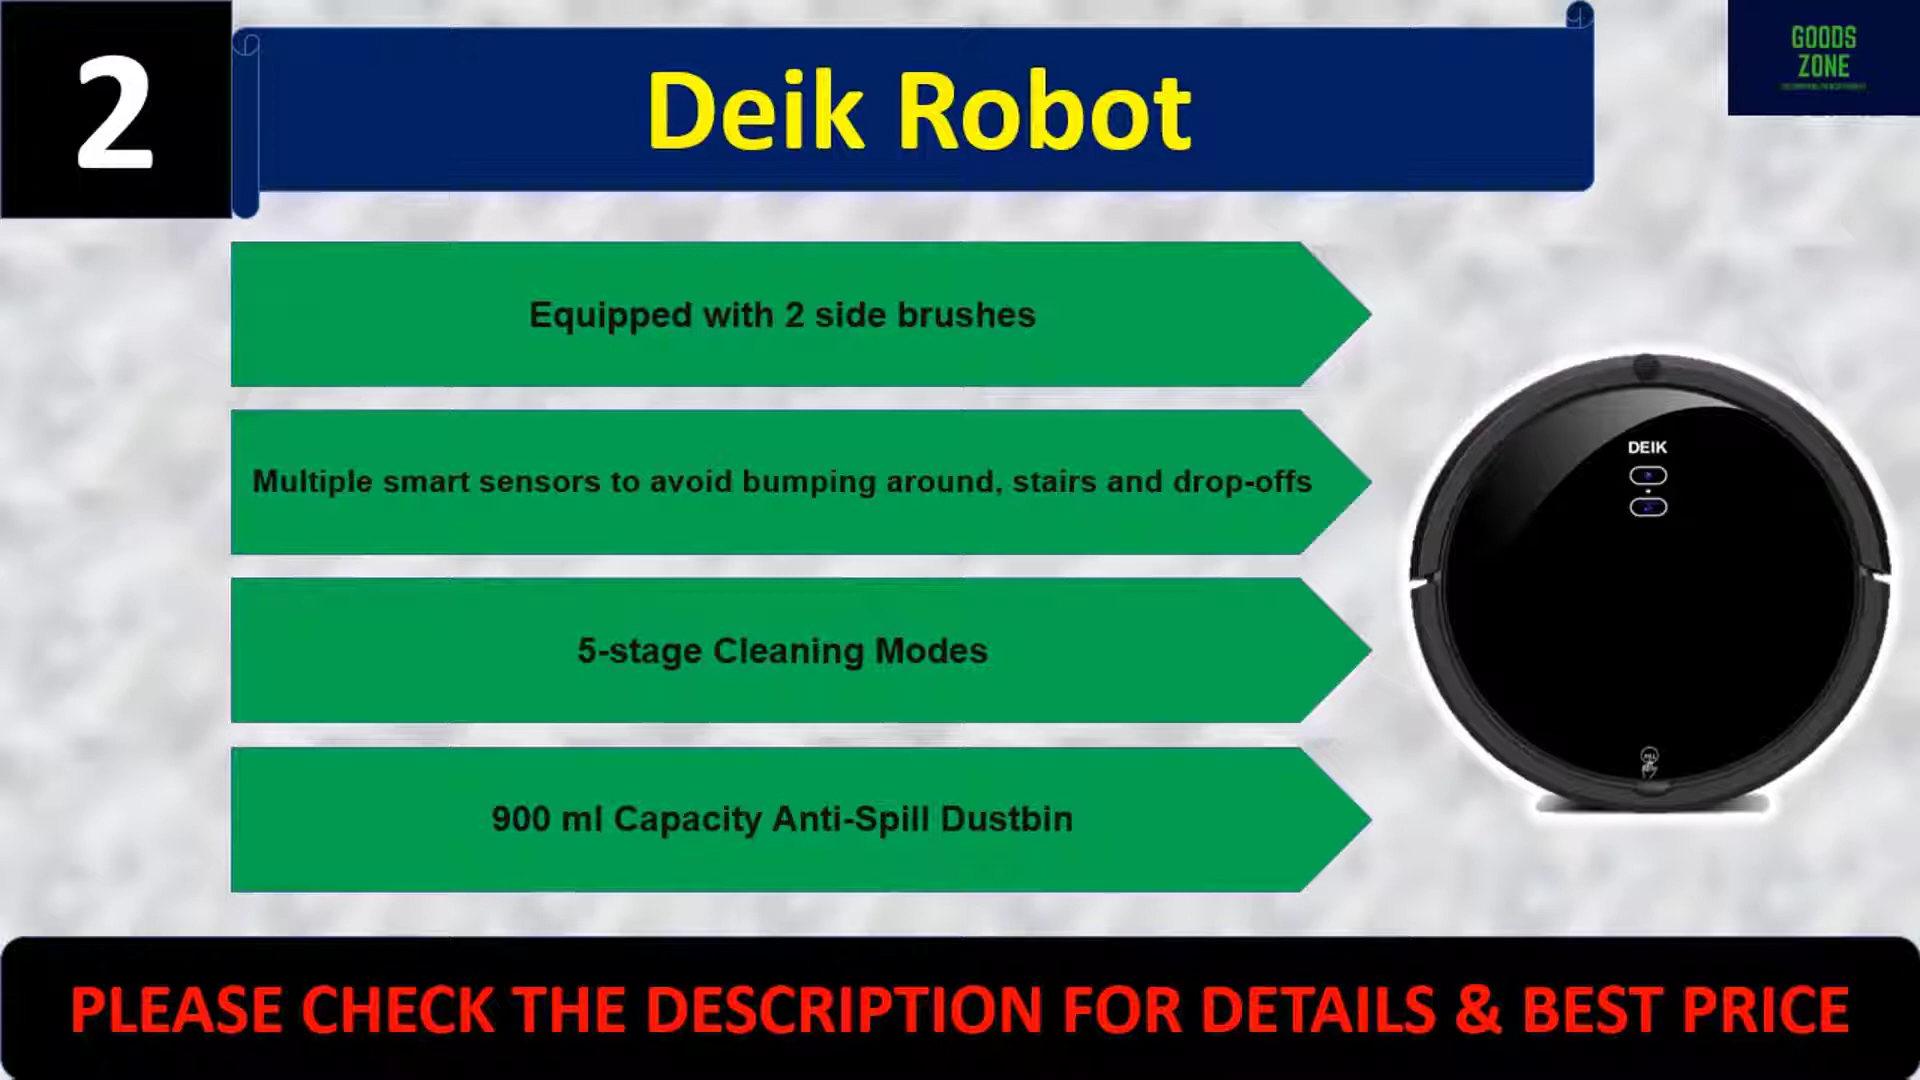 2
Deik Robot
GOODS
ZONE
Equipped with 2 side brushes
Multiple smart sensors to avoid bumping around, stairs and drop-offs
5-stage Cleaning Modes
900 ml Capacity Anti-Spill Dustbin
DEIK
PLEASE CHECK THE DESCRIPTION FOR DETAILS & BEST PRICE